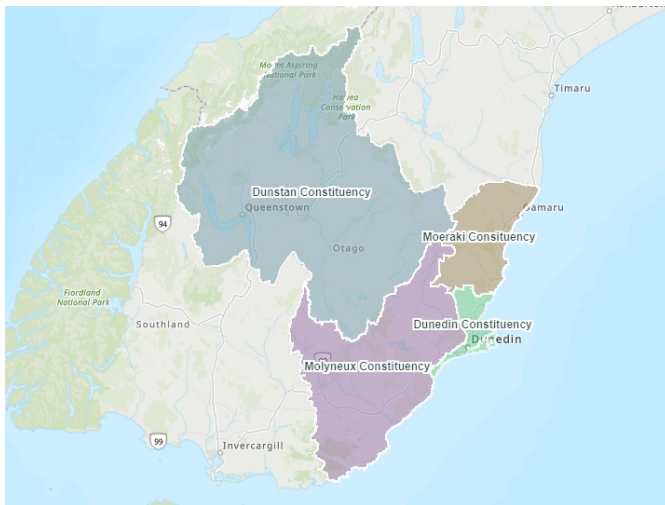 Timaru
Mount Aspiring
National Park
Hawea
Conservation
Park
Dunstan Constituency
Queenstown
Oamaru
94
Moeraki Consituency
Otago
Fiordland
National Park
Southland
Dunedin Constituency
Dunedin
Molyneux Constituency
99
Invercargill